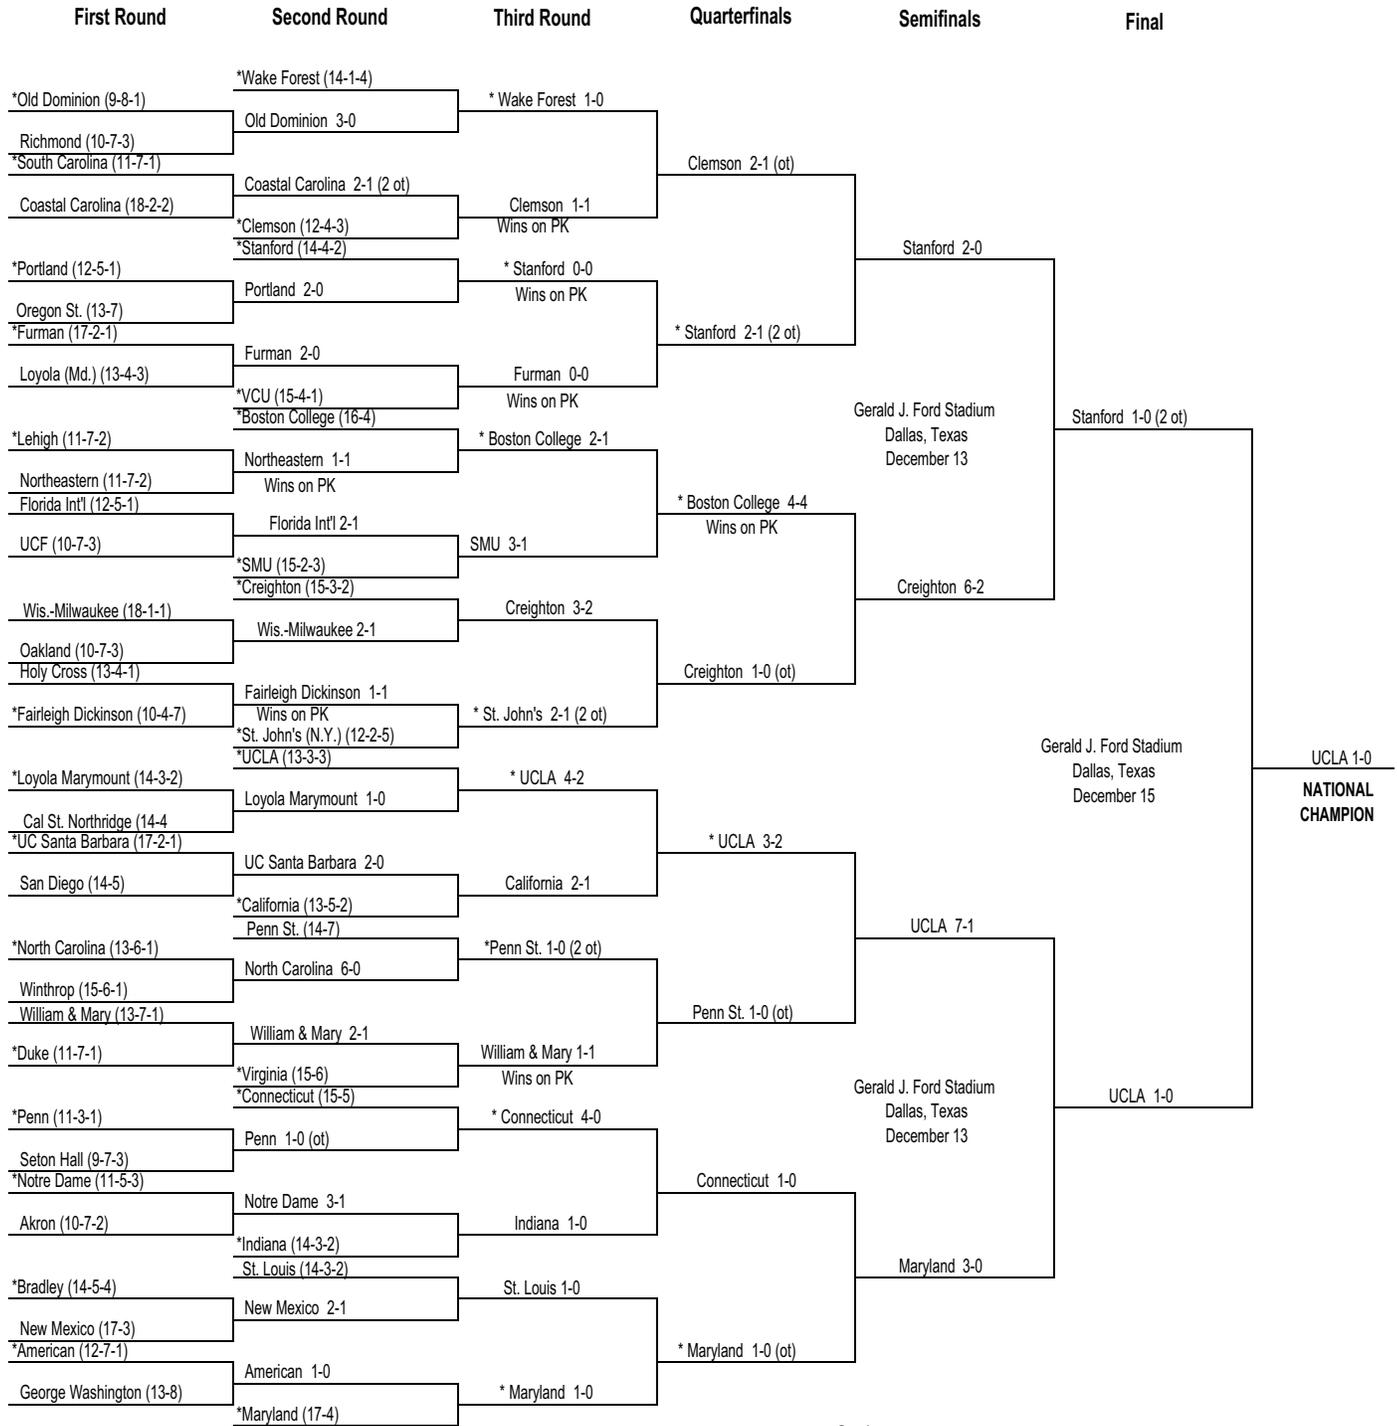 First Round
Second Round
Third Round
Quarterfinals
Semifinals
Final
*Old Dominion (9-8-1)
Richmond (10-7-3)
*South Carolina (11-7-1)
Coastal Carolina (18-2-2)
*Portland (12-5-1)
Oregon St. (13-7)
*Furman (17-2-1)
Loyola (Md.) (13-4-3)
*Lehigh (11-7-2)
Northeastern (11-7-2)
Florida Int'l (12-5-1)
UCF (10-7-3)
Wis.-Milwaukee (18-1-1)
Oakland (10-7-3)
Holy Cross (13-4-1)
*Fairleigh Dickinson (10-4-7)
*Loyola Marymount (14-3-2)
Cal St. Northridge (14-4
*UC Santa Barbara (17-2-1)
San Diego (14-5)
*North Carolina (13-6-1)
Winthrop (15-6-1)
William & Mary (13-7-1)
*Duke (11-7-1)
*Penn (11-3-1)
Seton Hall (9-7-3)
*Notre Dame (11-5-3)
Akron (10-7-2)
*Bradley (14-5-4)
New Mexico (17-3)
*American (12-7-1)
George Washington (13-8)
*Wake Forest (14-1-4)
Old Dominion 3-0
Coastal Carolina 2-1 (2 ot)
*Clemson (12-4-3)
*Stanford (14-4-2)
Portland 2-0
Furman 2-0
*VCU (15-4-1)
*Boston College (16-4)
Northeastern 1-1
Wins on PK
Florida Int'l 2-1
*SMU (15-2-3)
*Creighton (15-3-2)
Wis.-Milwaukee 2-1
Fairleigh Dickinson 1-1
Wins on PK
*St. John's (N.Y.) (12-2-5)
*UCLA (13-3-3)
Loyola Marymount 1-0
UC Santa Barbara 2-0
*California (13-5-2)
Penn St. (14-7)
North Carolina 6-0
William & Mary 2-1
*Virginia (15-6)
*Connecticut (15-5)
Penn 1-0 (ot)
Notre Dame 3-1
*Indiana (14-3-2)
St. Louis (14-3-2)
New Mexico 2-1
American 1-0
*Maryland (17-4)
* Wake Forest 1-0
Clemson 1-1
Wins on PK
* Stanford 0-0
Wins on PK
Furman 0-0
Wins on PK
* Boston College 2-1
SMU 3-1
Creighton 3-2
* St. John's 2-1 (2 ot)
* UCLA 4-2
California 2-1
*Penn St. 1-0 (2 ot)
William & Mary 1-1
Wins on PK
* Connecticut 4-0
Indiana 1-0
St. Louis 1-0
* Maryland 1-0
Clemson 2-1 (ot)
* Stanford 2-1 (2 ot)
* Boston College 4-4
Wins on PK
Creighton 1-0 (ot)
* UCLA 3-2
Penn St. 1-0 (ot)
Connecticut 1-0
* Maryland 1-0 (ot)
Stanford 2-0
Gerald J. Ford Stadium
Dallas, Texas
December 13
Creighton 6-2
UCLA 7-1
Gerald J. Ford Stadium
Dallas, Texas
December 13
Maryland 3-0
Stanford 1-0 (2 ot)
Gerald J. Ford Stadium
Dallas, Texas
December 15
UCLA 1-0
UCLA 1-0
NATIONAL
CHAMPION